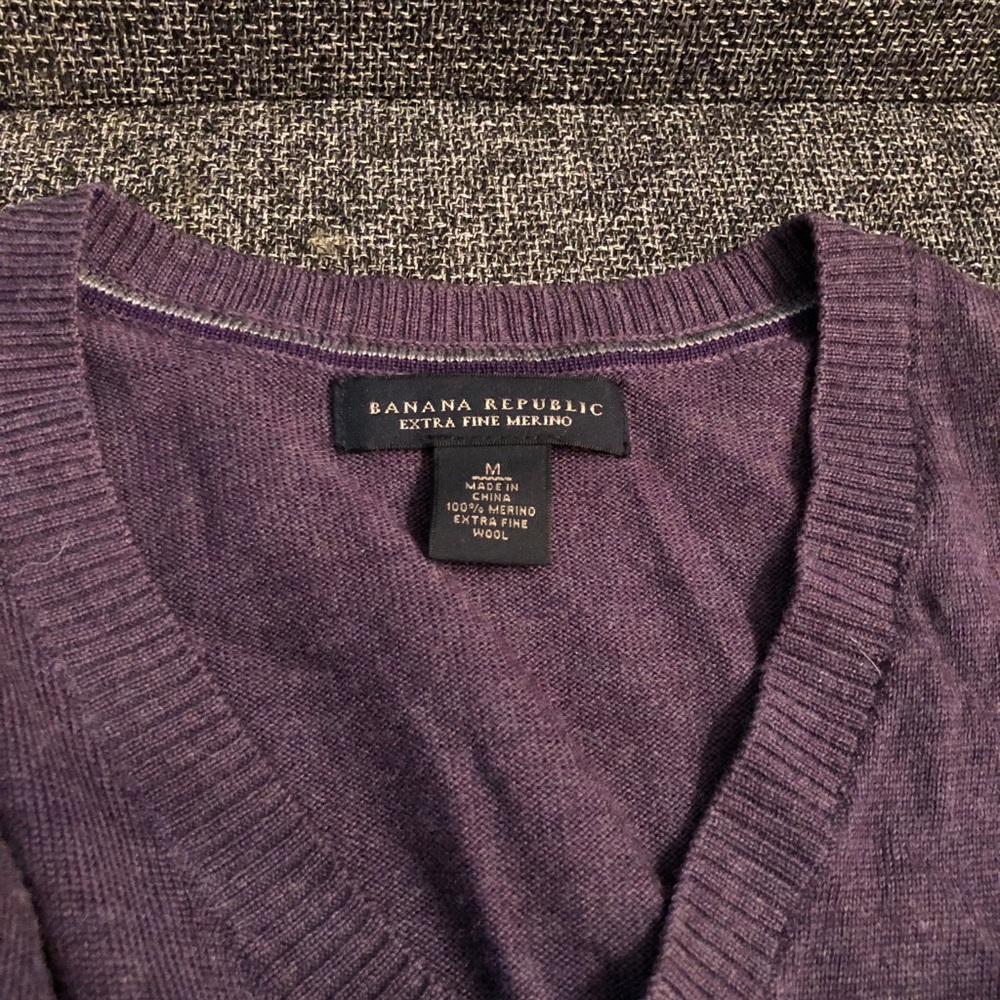 BANANA REPUBLIC
EXTRA FINE MERINO
M
MADE IN
CHINA
100% MERINO
EXTRA FINE
WOOL